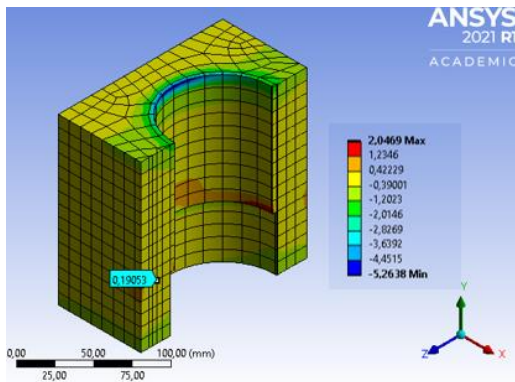 ANSYS
2021 R1
ACADEMIC
2,0469 Max
1,2346
0,42229
-0,39001
-1,2023
-2,0146
-2,8269
-3,6392
-4,4515
-5,2638 Min
0,19053
Y
Z
X
0,00 50,00 100,00 (mm)
25,00 75,00